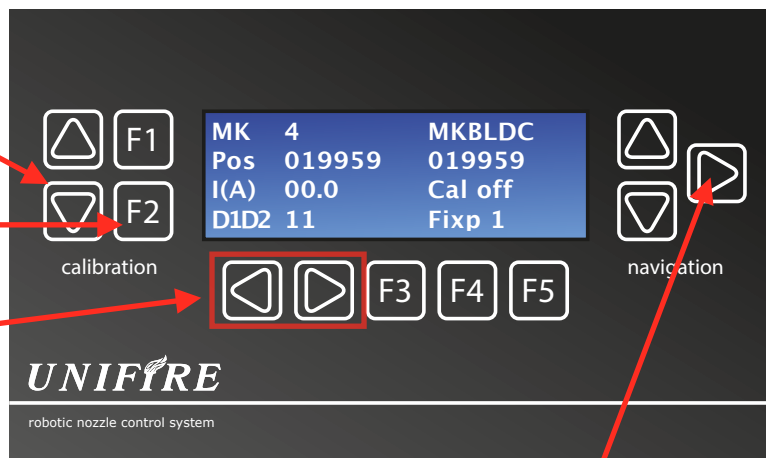 F1
MK 4 MKBLDC
Pos 019959 019959
I(A) 00.0 Cal off
D1D2 11 Fixp 1
F2
calibration
navigation
F3 F4 F5
UNIFIRE
robotic nozzle control system